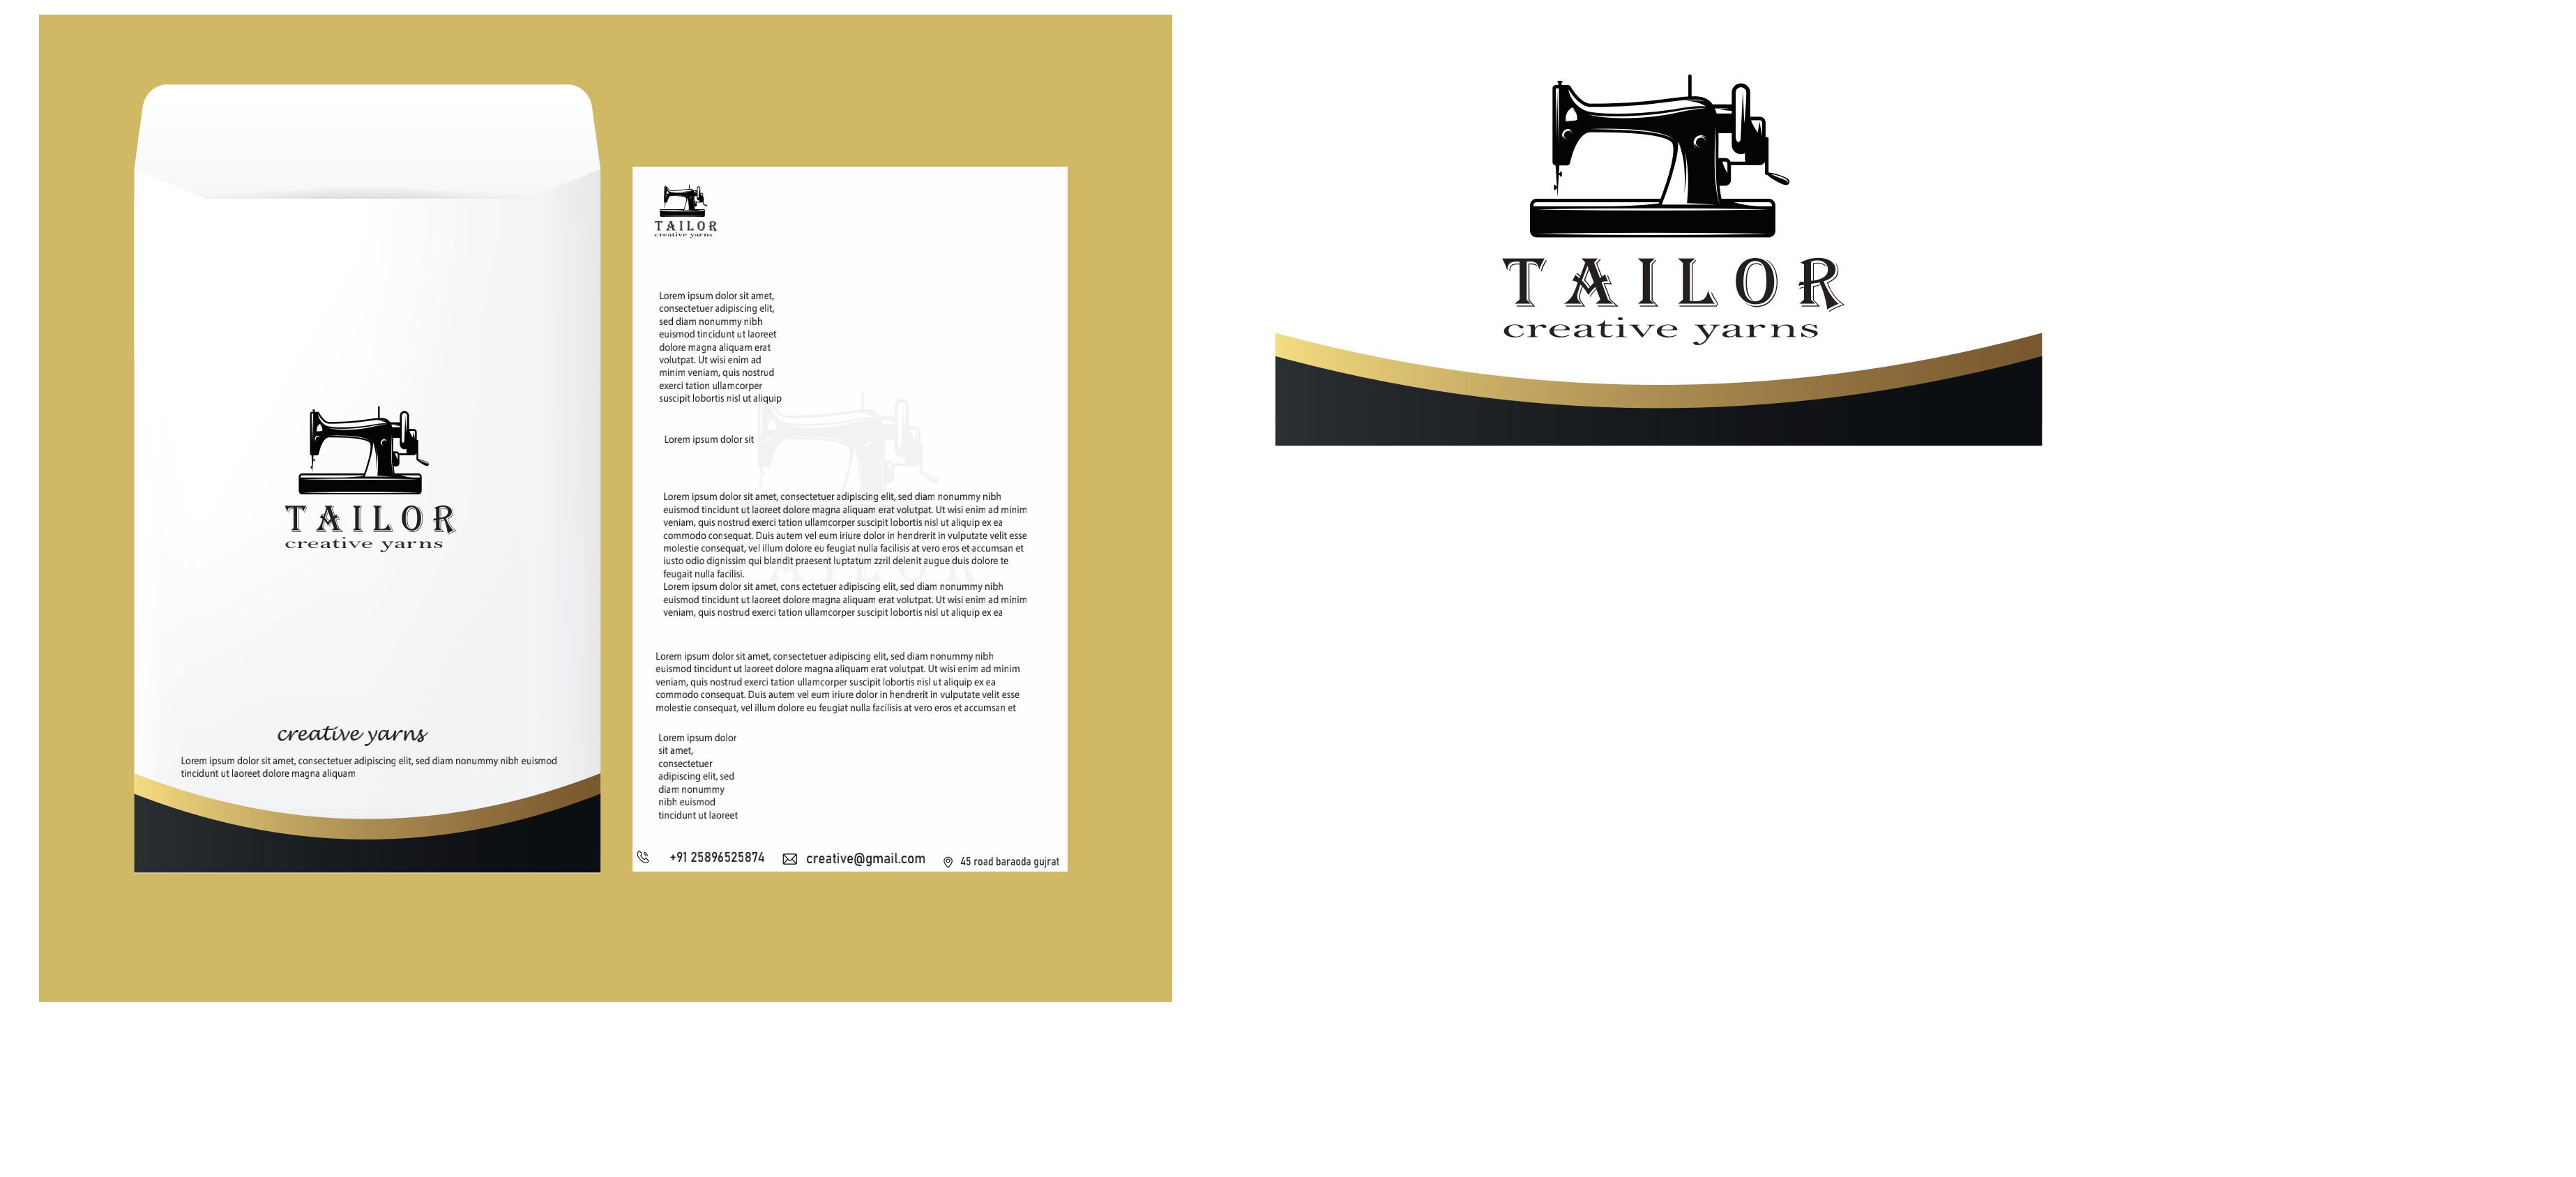 TAILOR
creative yarns
creative yarns
Lorem ipsum dolor sit amet, consectetuer adipiscing elit, sed diam nonummy nibh euismod
tincidunt ut laoreet dolore magna aliquam
TAILOR
creative yarns
Lorem ipsum dolor sit amet,
consectetuer adipiscing elit,
sed diam nonummy nibh
euismod tincidunt ut laoreet
dolore magna aliquam erat
volutpat. Ut wisi enim ad
minim veniam, quis nostrud
exerci tation ullamcorper
suscipit lobortis nisl ut aliquip
Lorem ipsum dolor sit
Lorem ipsum dolor sit amet, consectetuer adipiscing elit, sed diam nonummy nibh
euismod tincidunt ut laoreet dolore magna aliquam erat volutpat. Ut wisi enim ad minim
veniam, quis nostrud exerci tation ullamcorper suscipit lobortis nisl ut aliquip ex ea
commodo consequat. Duis autem vel eum iriure dolor in hendrerit in vulputate velit esse
molestie consequat, vel illum dolore eu feugiat nulla facilisis at vero eros et accumsan et
iusto odio dignissim qui blandit praesent luptatum zzril delenit augue duis dolore te
feugait nulla facilisi.
TAILOR
Lorem ipsum dolor sit amet, cons ectetuer adipiscing elit, sed diam nonummy nibh
euismod tincidunt ut laoreet dolore magna aliquam erat volutpat. Ut wisi enim ad minim
veniam, quis nostrud exerci tation ullamcorper suscipit lobortis nisl ut aliquip ex ea
Lorem ipsum dolor sit amet, consectetuer adipiscing elit, sed diam nonummy nibh
euismod tincidunt ut laoreet dolore magna aliquam erat volutpat. Ut wisi enim ad minim
veniam, quis nostrud exerci tation ullamcorper suscipit lobortis nisl ut aliquip ex ea
commodo consequat. Duis autem vel eum iriure dolor in hendrerit in vulputate velit esse
molestie consequat, vel illum dolore eu feugiat nulla facilisis at vero eros et accumsan et
Lorem ipsum dolor
sit amet,
consectetuer
adipiscing elit, sed
diam nonummy
nibh euismod
tincidunt ut laoreet
+91 25896525874
creative@gmail.com
45 road baraoda gujrat
TAILOR
creative yarns